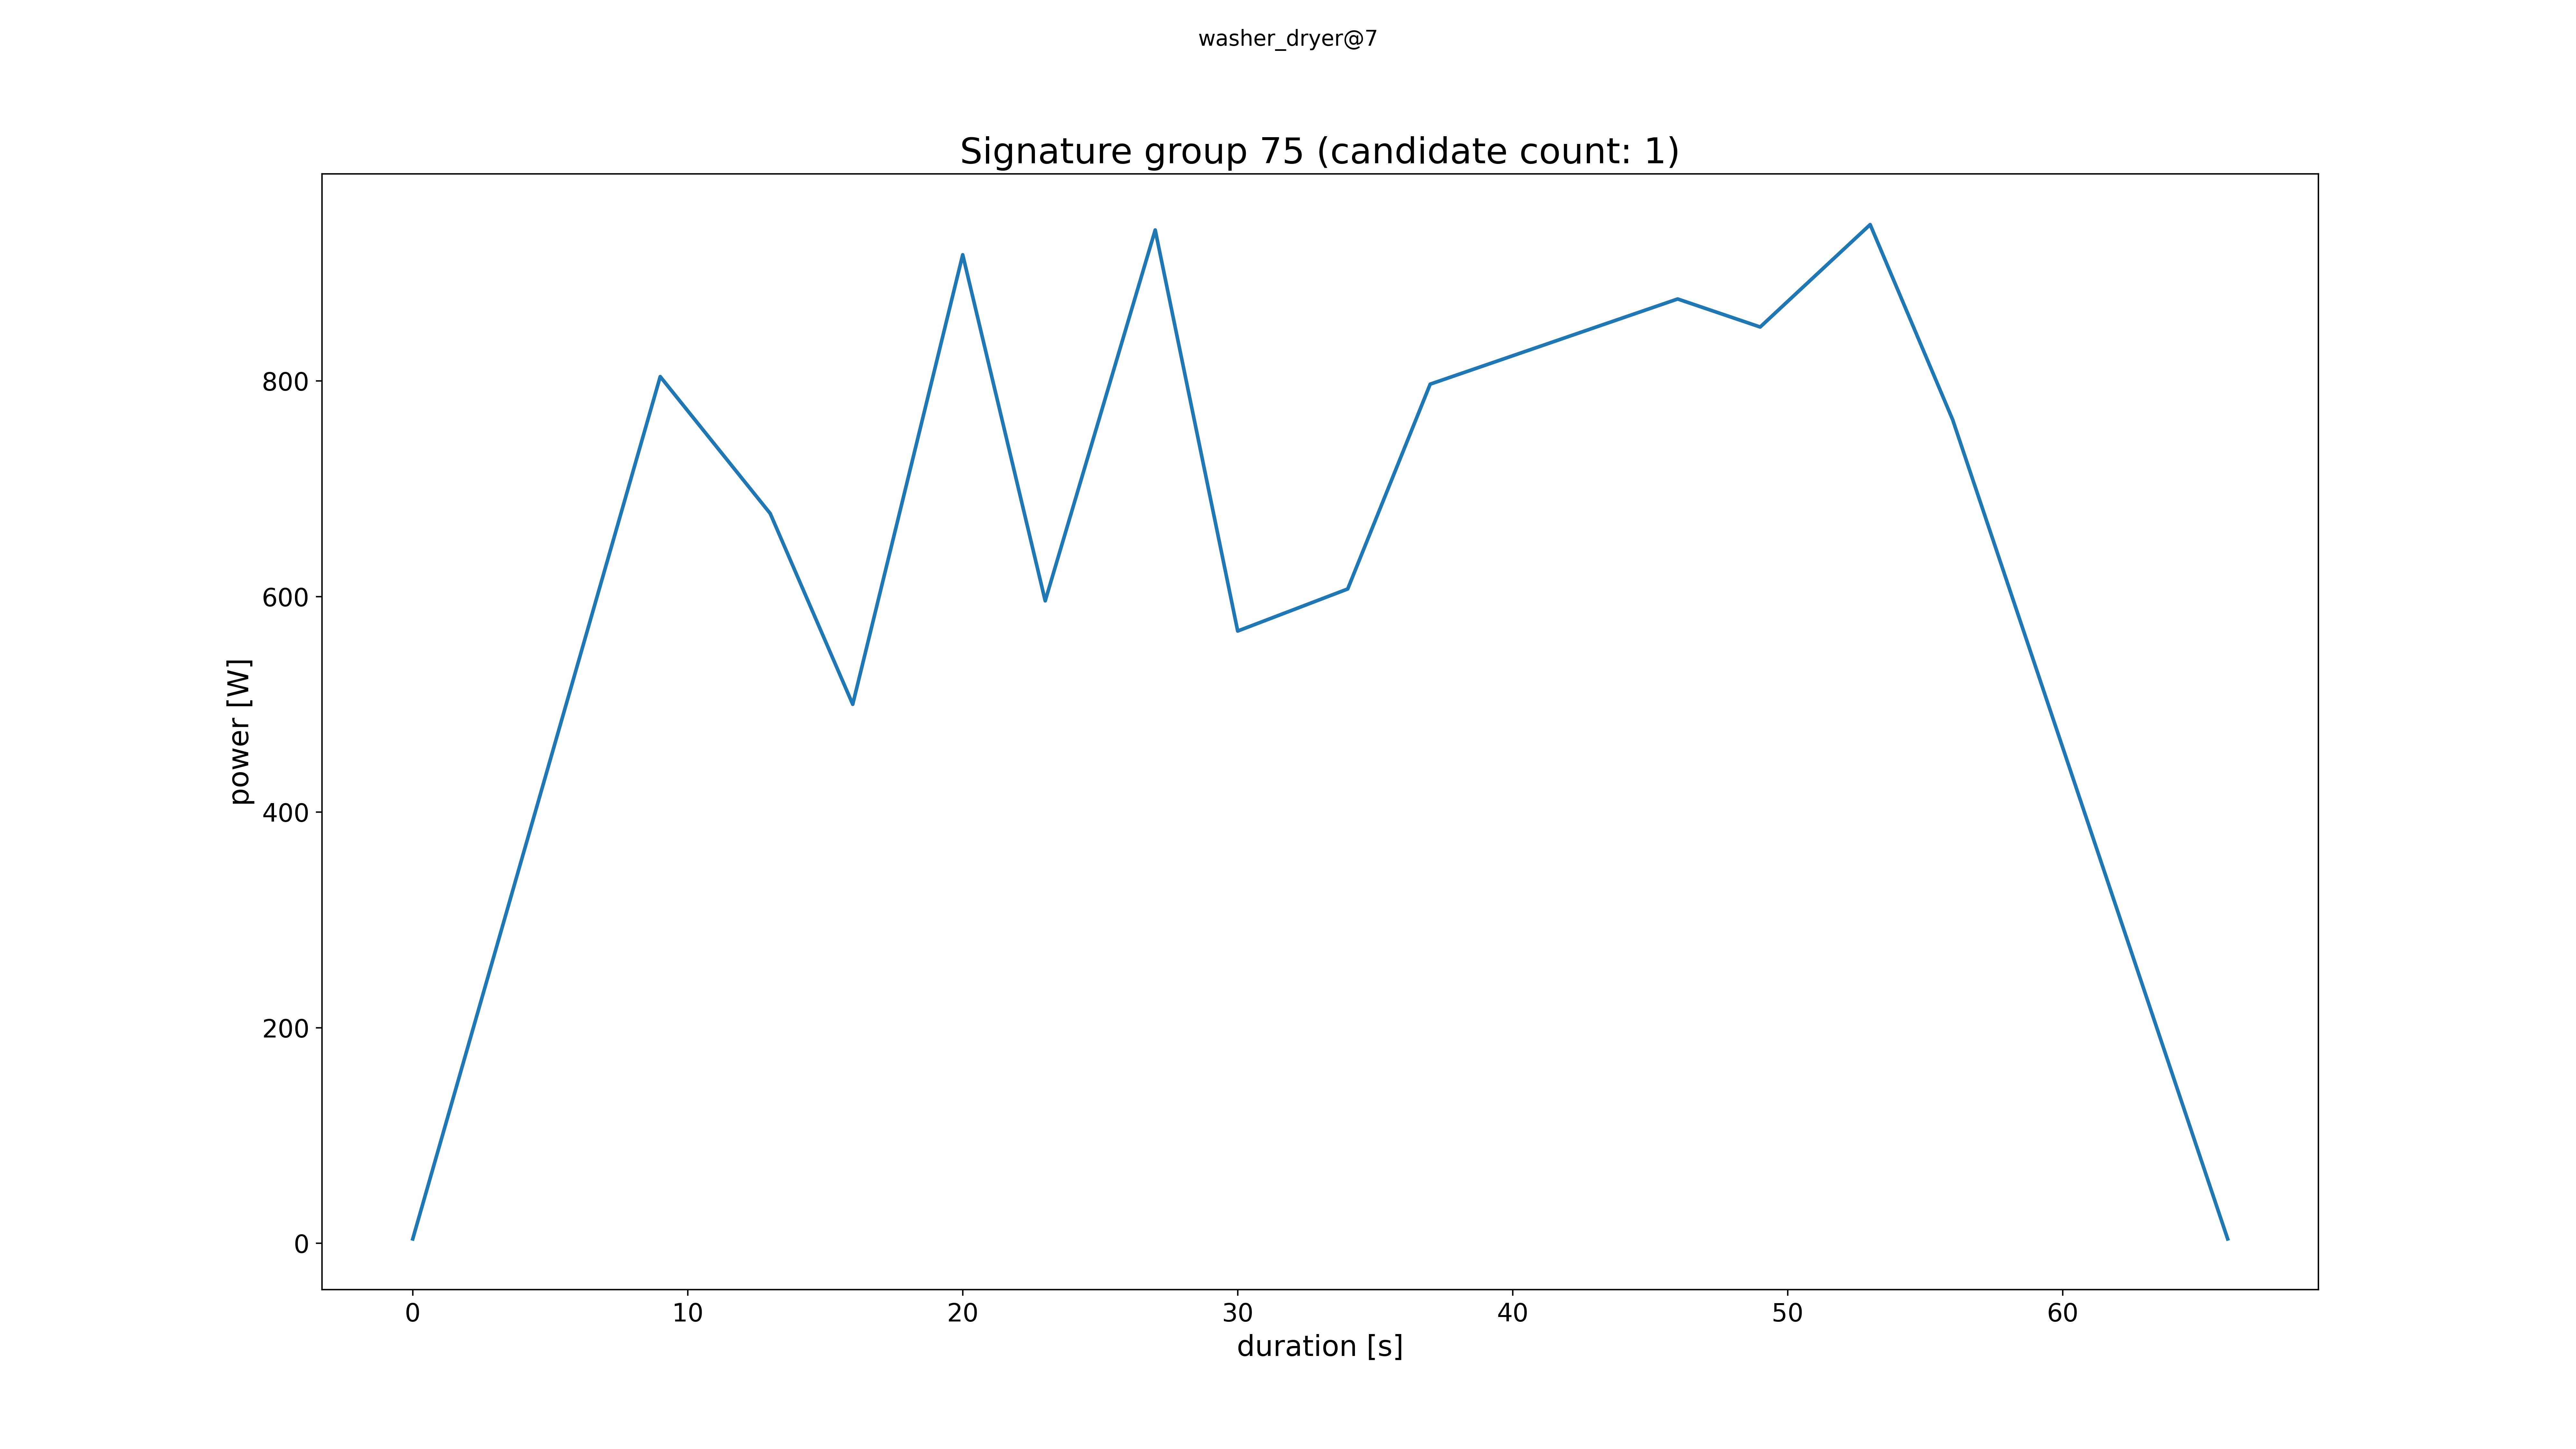 washer_dryer@7
Signature group 75 (candidate count: 1)
power [W]
800
600
400
200
0
0 10 20 30 40 50 60
duration [s]